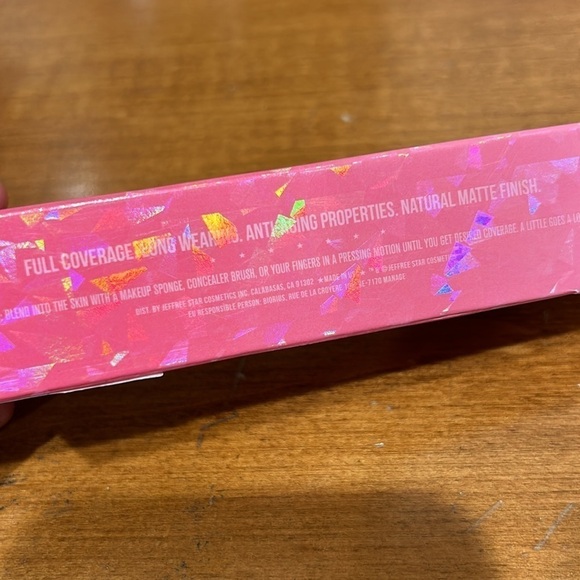 FULL COVERAGE. LONG WEARING. ANTI-AGING PROPERTIES. NATURAL MATTE FINISH.
BLEND INTO THE SKIN WITH A MAKEUP SPONGE, CONCEALER BRUSH, OR YOUR FINGERS IN A PRESSING MOTION UNTIL YOU GET DESIRED COVERAGE. A LITTLE GOES A
DIST. BY JEFFREE STAR COSMETICS INC. CALABASAS, CA 91302 ★ MADE IN © JEFFREE STAR COSMETICS
EU RESPONSIBLE PERSON: BIORIUS, RUE DE LA 7170 MANAGE